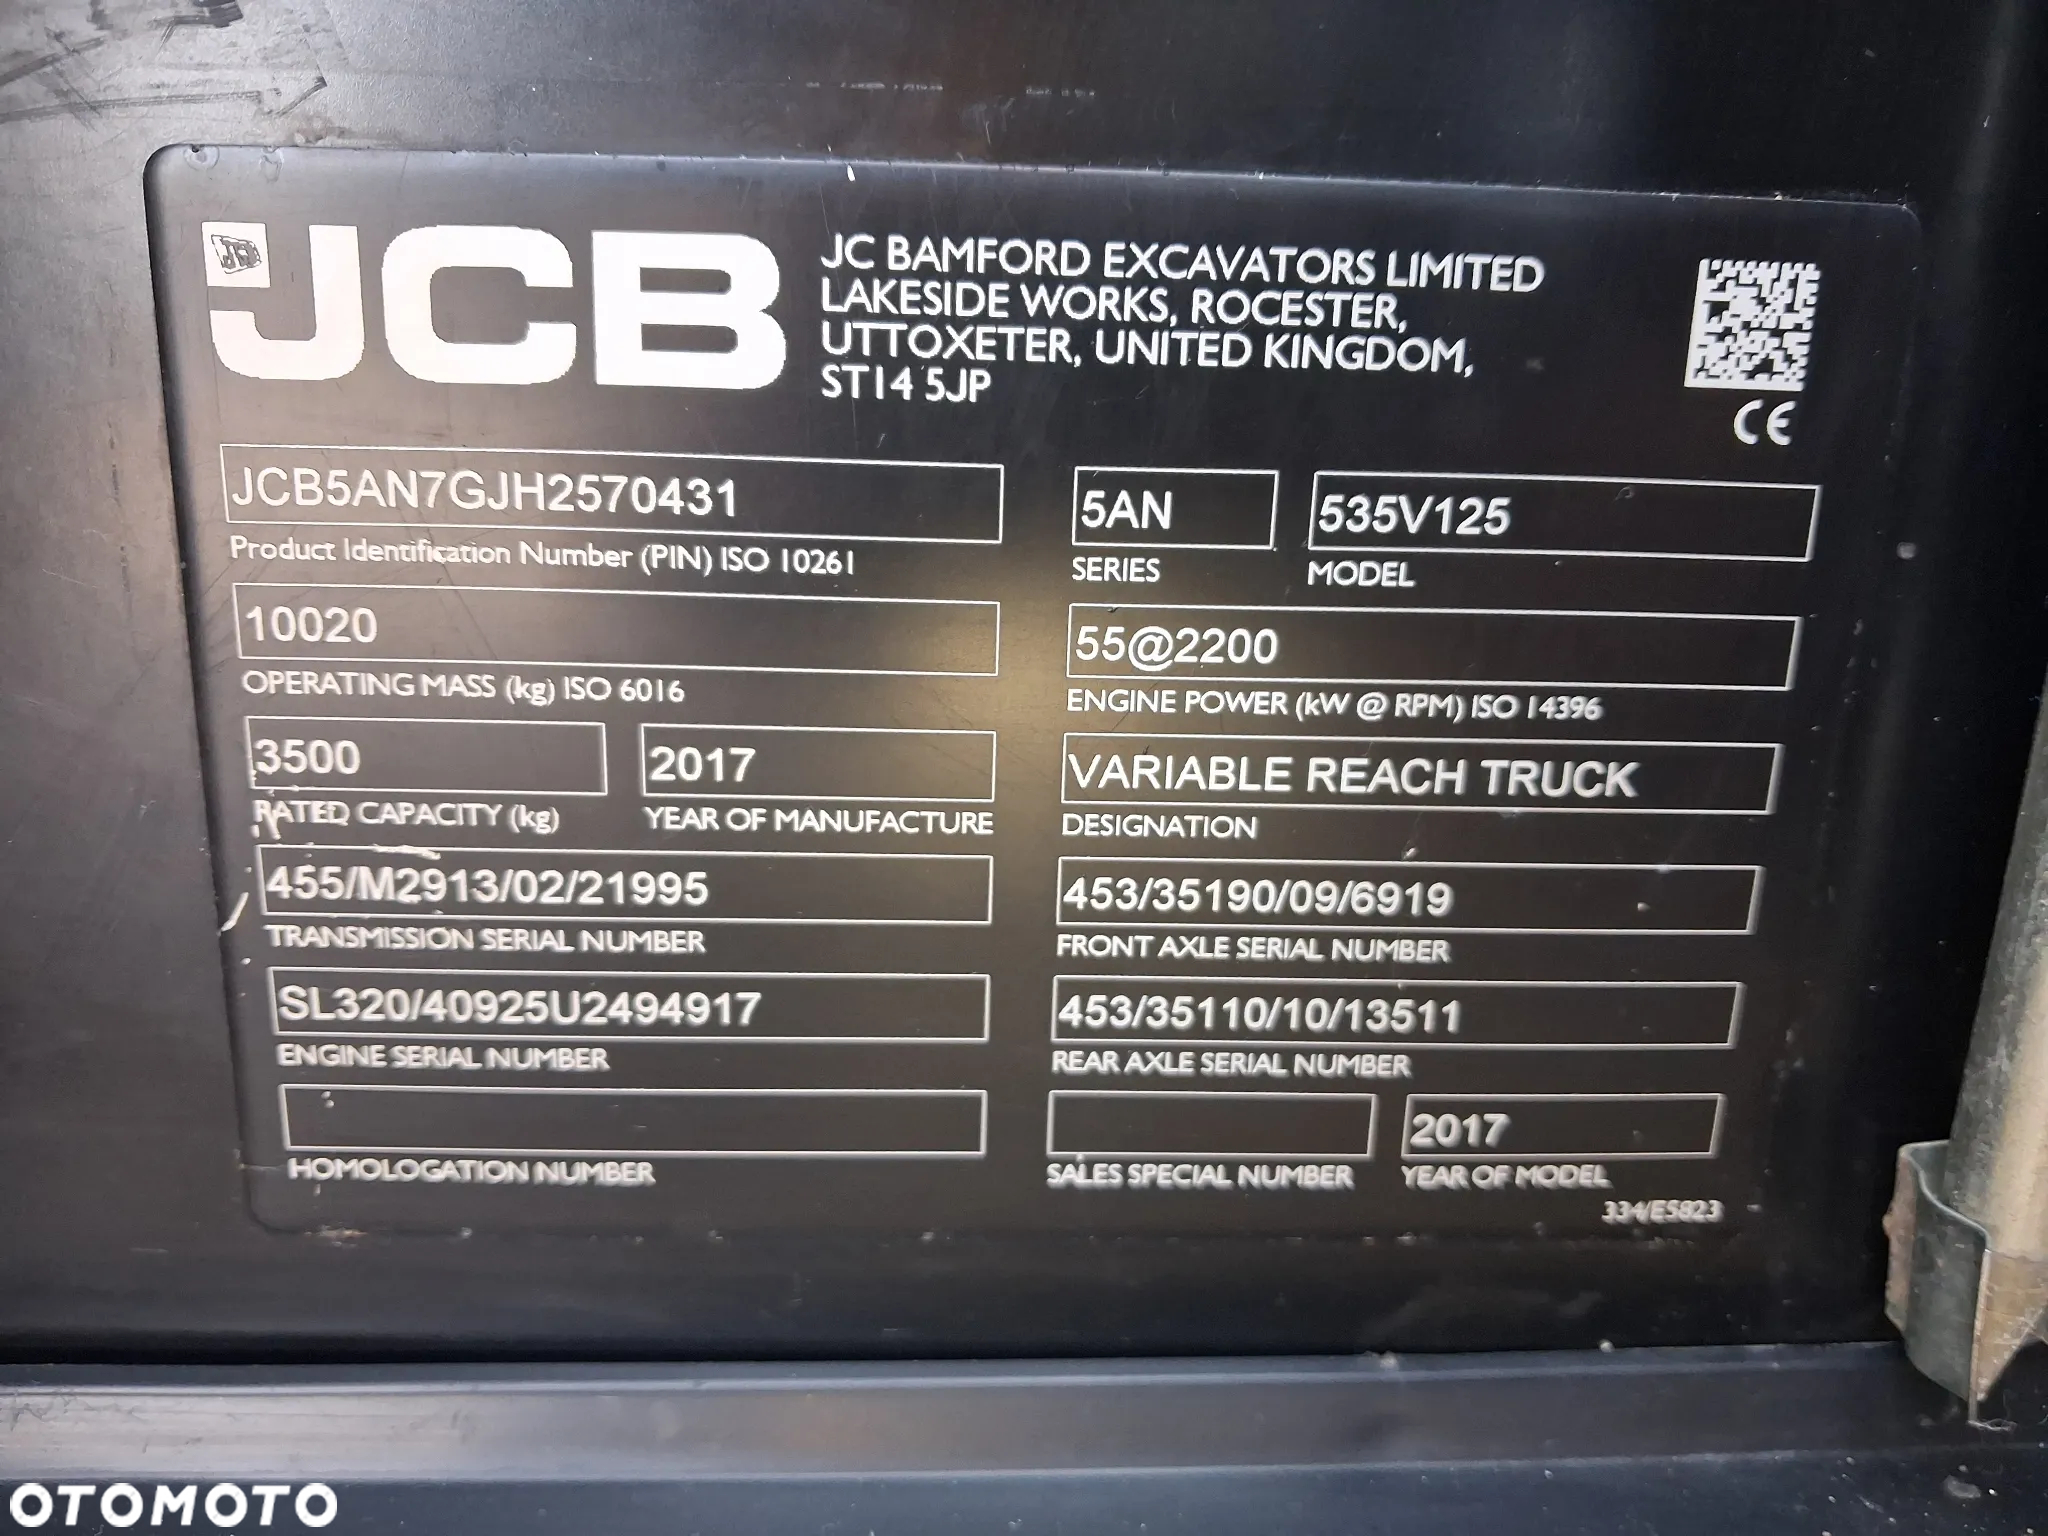 JCB
JC BAMFORD EXCAVATORS LIMITED
LAKESIDE WORKS, ROCESTER,
UTTOXETER, UNITED KINGDOM,
ST14 5JP
CE
JCB5AN7GJH2570431
Product Identification Number (PIN) ISO 10261
5AN
SERIES
535V125
MODEL
10020
OPERATING MASS (kg) ISO 6016
55@2200
ENGINE POWER (kW @ RPM) ISO 14396
3500
RATED CAPACITY (kg)
2017
YEAR OF MANUFACTURE
VARIABLE REACH TRUCK
DESIGNATION
455/M2913/02/21995
TRANSMISSION SERIAL NUMBER
453/35190/09/6919
FRONT AXLE SERIAL NUMBER
SL320/40925U2494917
ENGINE SERIAL NUMBER
453/35110/10/13511
REAR AXLE SERIAL NUMBER
HOMOLOGATION NUMBER
SALES SPECIAL NUMBER
2017
YEAR OF MODEL
334/E5823
OTOMOTO